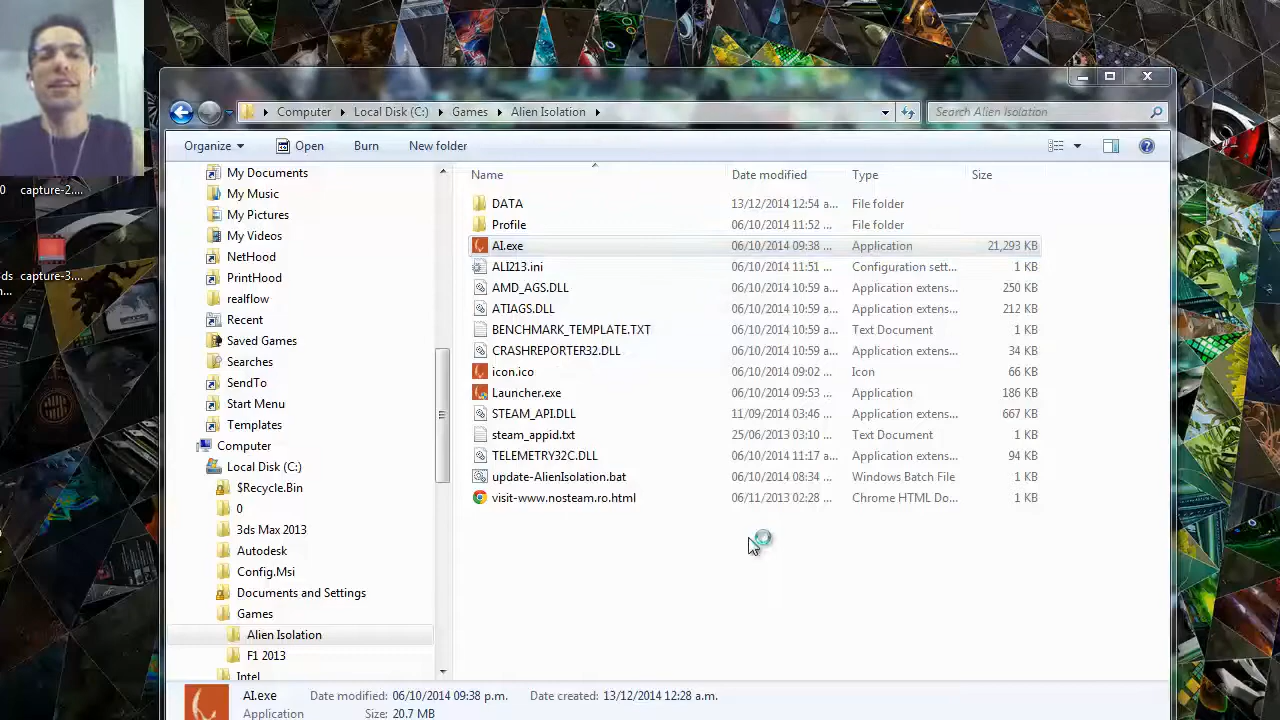 Computer Local Disk (C:) Games Alien Isolation Search Alien Isolation
Organize Open Burn New folder
0 capture-2....
ds capture-3....
n...
My Documents
My Music
My Pictures
My Videos
NetHood
PrintHood
realflow
Recent
Saved Games
Searches
SendTo
Start Menu
Templates
Computer
Local Disk (C:)
$Recycle.Bin
0
3ds Max 2013
Autodesk
Config.Msi
Documents and Settings
Games
Alien Isolation
F1 2013
Intel
Name Date modified Type Size
DATA 13/12/2014 12:54 a... File folder
Profile 06/10/2014 11:52 ... File folder
AI.exe 06/10/2014 09:38 ... Application 21,293 KB
ALI213.ini 06/10/2014 11:51 ... Configuration sett... 1 KB
AMD_AGS.DLL 06/10/2014 10:59 a... Application extens... 250 KB
ATIAGS.DLL 06/10/2014 10:59 a... Application extens... 212 KB
BENCHMARK_TEMPLATE.TXT 06/10/2014 10:59 a... Text Document 1 KB
CRASHREPORTER32.DLL 06/10/2014 10:59 a... Application extens... 34 KB
icon.ico 06/10/2014 09:02 ... Icon 66 KB
Launcher.exe 06/10/2014 09:53 ... Application 186 KB
STEAM_API.DLL 11/09/2014 03:46 ... Application extens... 667 KB
steam_appid.txt 25/06/2013 03:10 ... Text Document 1 KB
TELEMETRY32C.DLL 06/10/2014 11:17 a... Application extens... 94 KB
update-AlienIsolation.bat 06/10/2014 08:34 ... Windows Batch File 1 KB
visit-www.nosteam.ro.html 06/11/2013 02:28 ... Chrome HTML Do... 1 KB
AI.exe Date modified: 06/10/2014 09:38 p.m. Date created: 13/12/2014 12:28 a.m.
Application Size: 20.7 MB